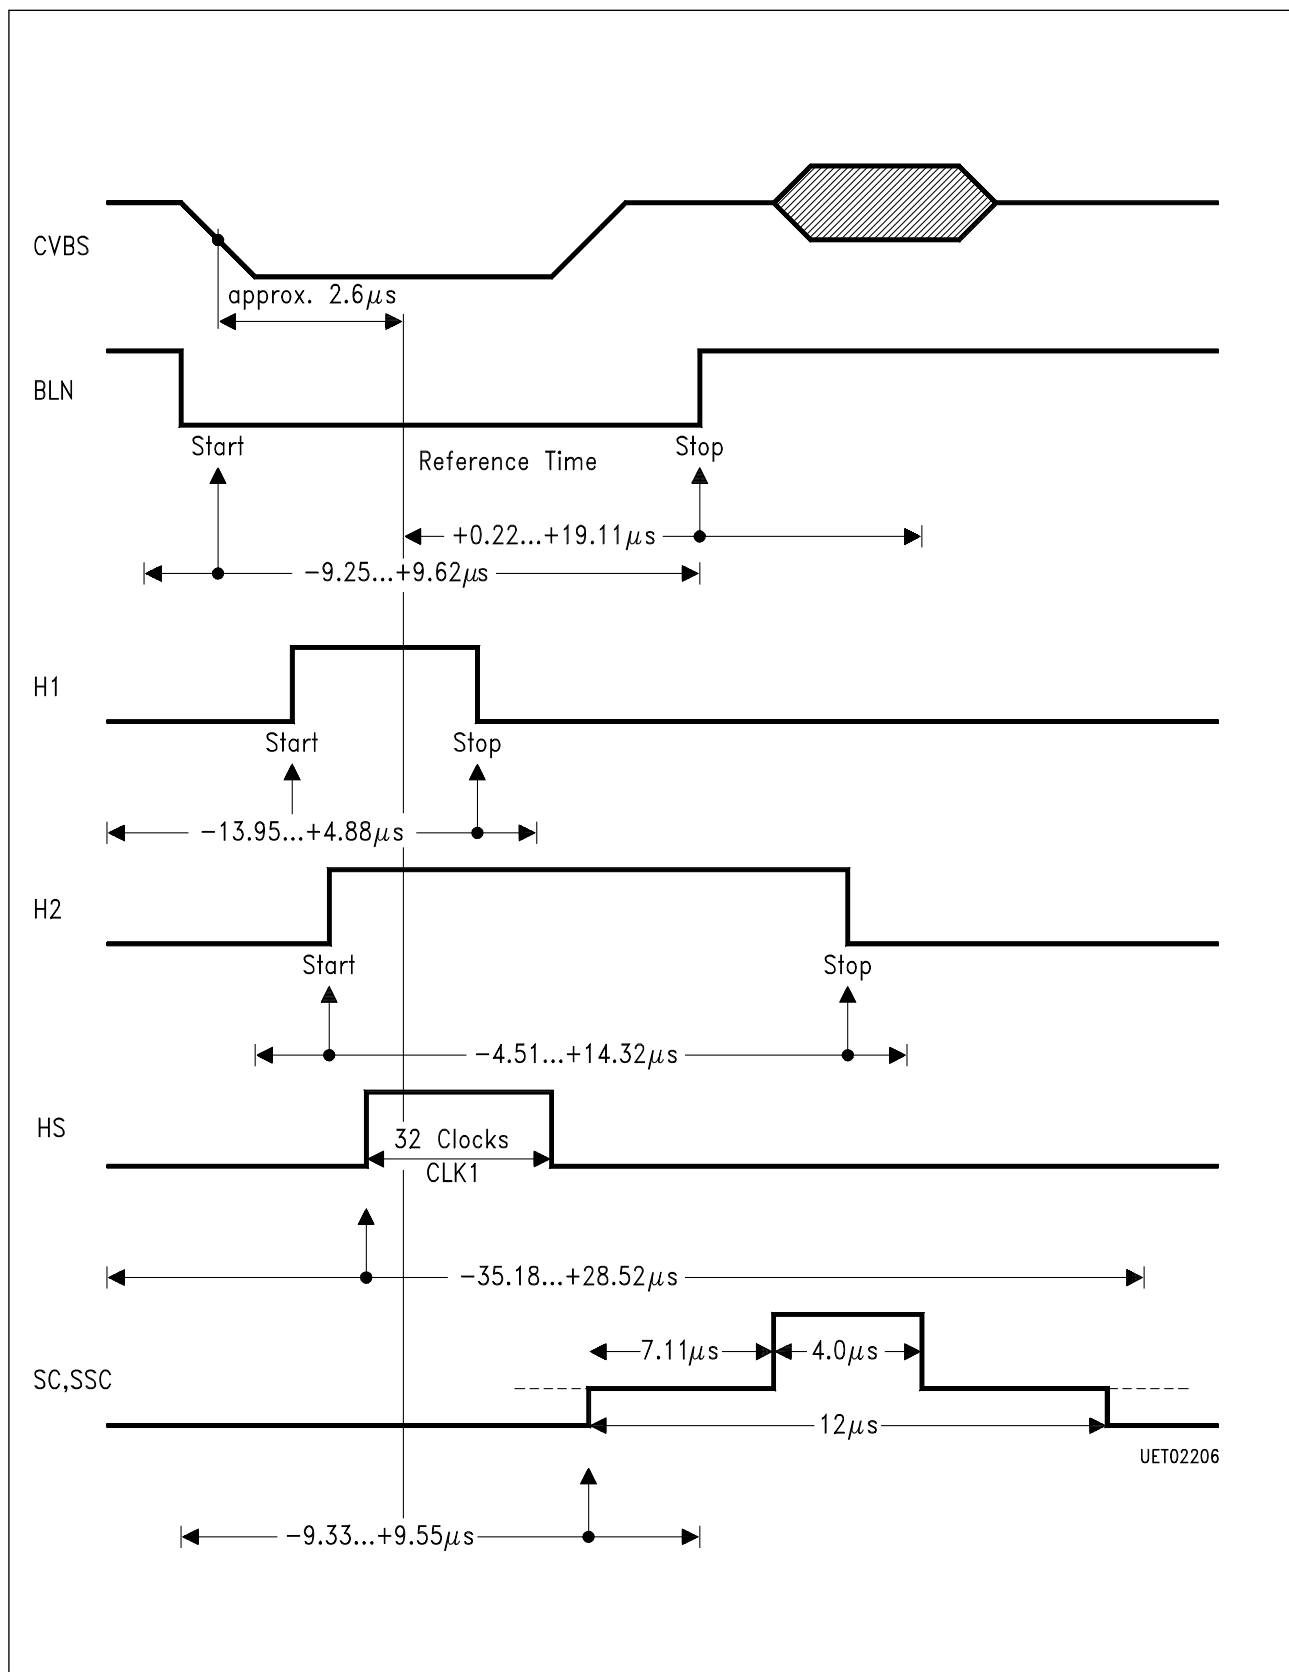 CVBS
approx. 2.6μs
BLN
Start
Reference Time
Stop
+0.22...+19.11μs
-9.25...+9.62μs
H1
Start
Stop
-13.95...+4.88μs
H2
Start
Stop
-4.51...+14.32μs
HS
32 Clocks
CLK1
-35.18...+28.52μs
7.11μs
4.0μs
SC,SSC
12μs
UET02206
-9.33...+9.55μs